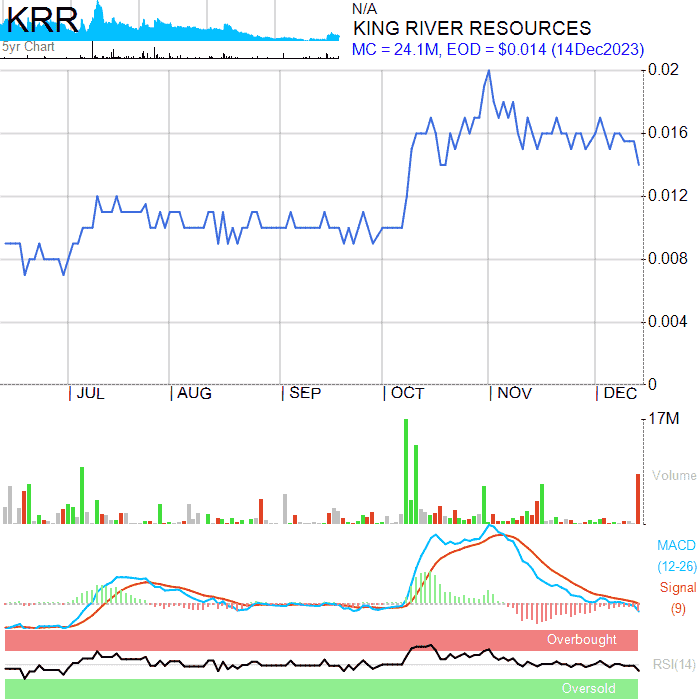 KRR
5yr Chart
N/A
KING RIVER RESOURCES
MC = 24.1M, EOD = $0.014 (14Dec2023)
0.02
0.016
0.012
0.008
0.004
0
JUL AUG SEP OCT NOV DEC
17M
Volume
MACD
(12-26)
Signal
(9)
Overbought
RSI(14)
Oversold